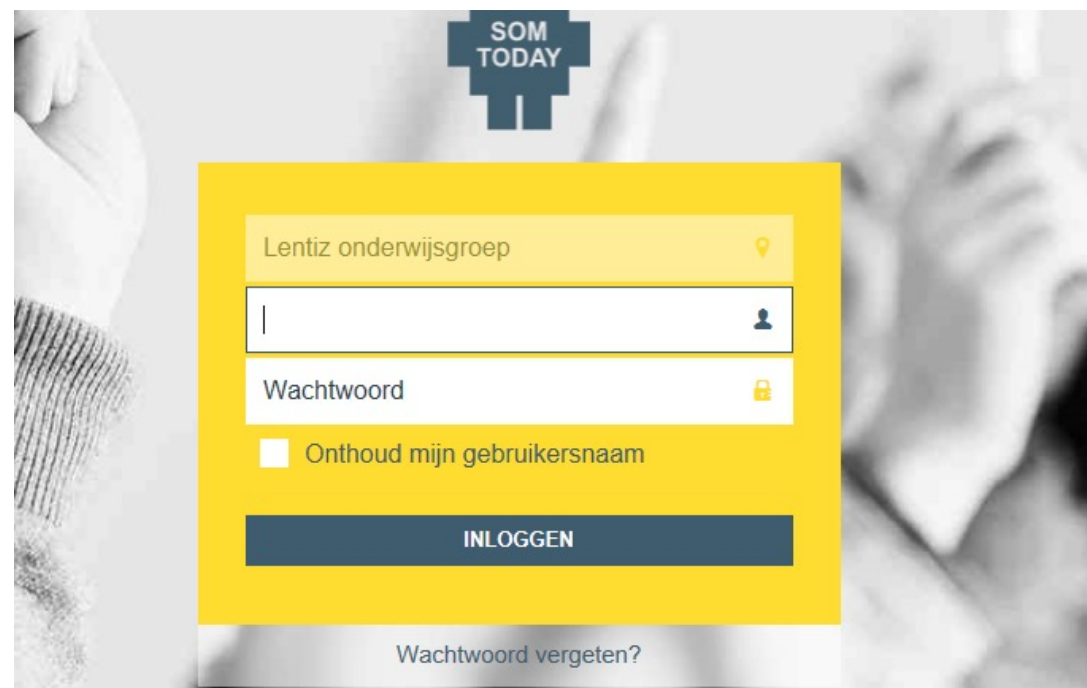 SOM
TODAY
Lentiz onderwijsgroep
Wachtwoord
Onthoud mijn gebruikersnaam
INLOGGEN
Wachtwoord vergeten?